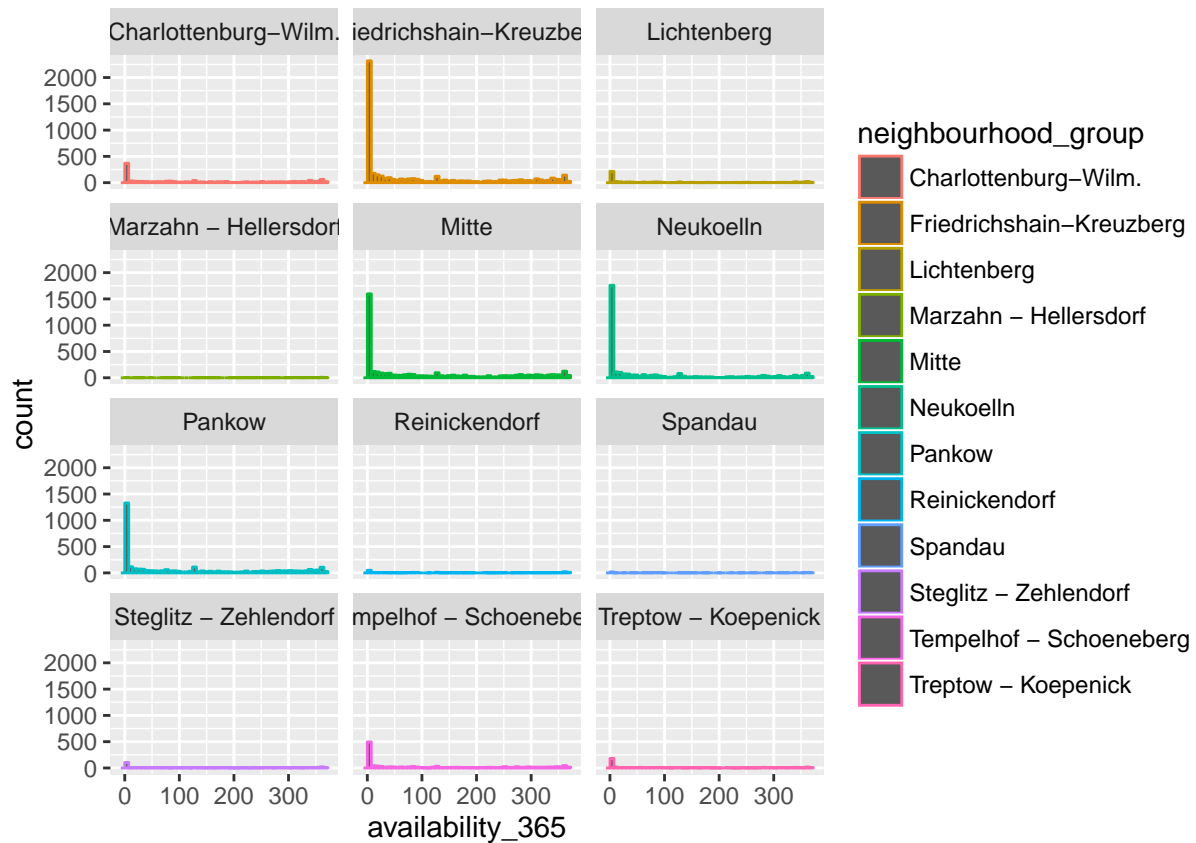 Charlottenburg−Wilm.
iedrichshain−Kreuzbe
Lichtenberg
2000
1500
1000
500
0
Marzahn − Hellersdorf
Mitte
Neukoelln
2000
1500
1000
500
0
Pankow
Reinickendorf
Spandau
2000
1500
1000
500
0
Steglitz − Zehlendorf
mpelhof − Schoenebe
Treptow − Koepenick
2000
1500
1000
500
0
0 100 200 300
0 100 200 300
0 100 200 300
availability_365
count
neighbourhood_group
Charlottenburg−Wilm.
Friedrichshain−Kreuzberg
Lichtenberg
Marzahn − Hellersdorf
Mitte
Neukoelln
Pankow
Reinickendorf
Spandau
Steglitz − Zehlendorf
Tempelhof − Schoeneberg
Treptow − Koepenick